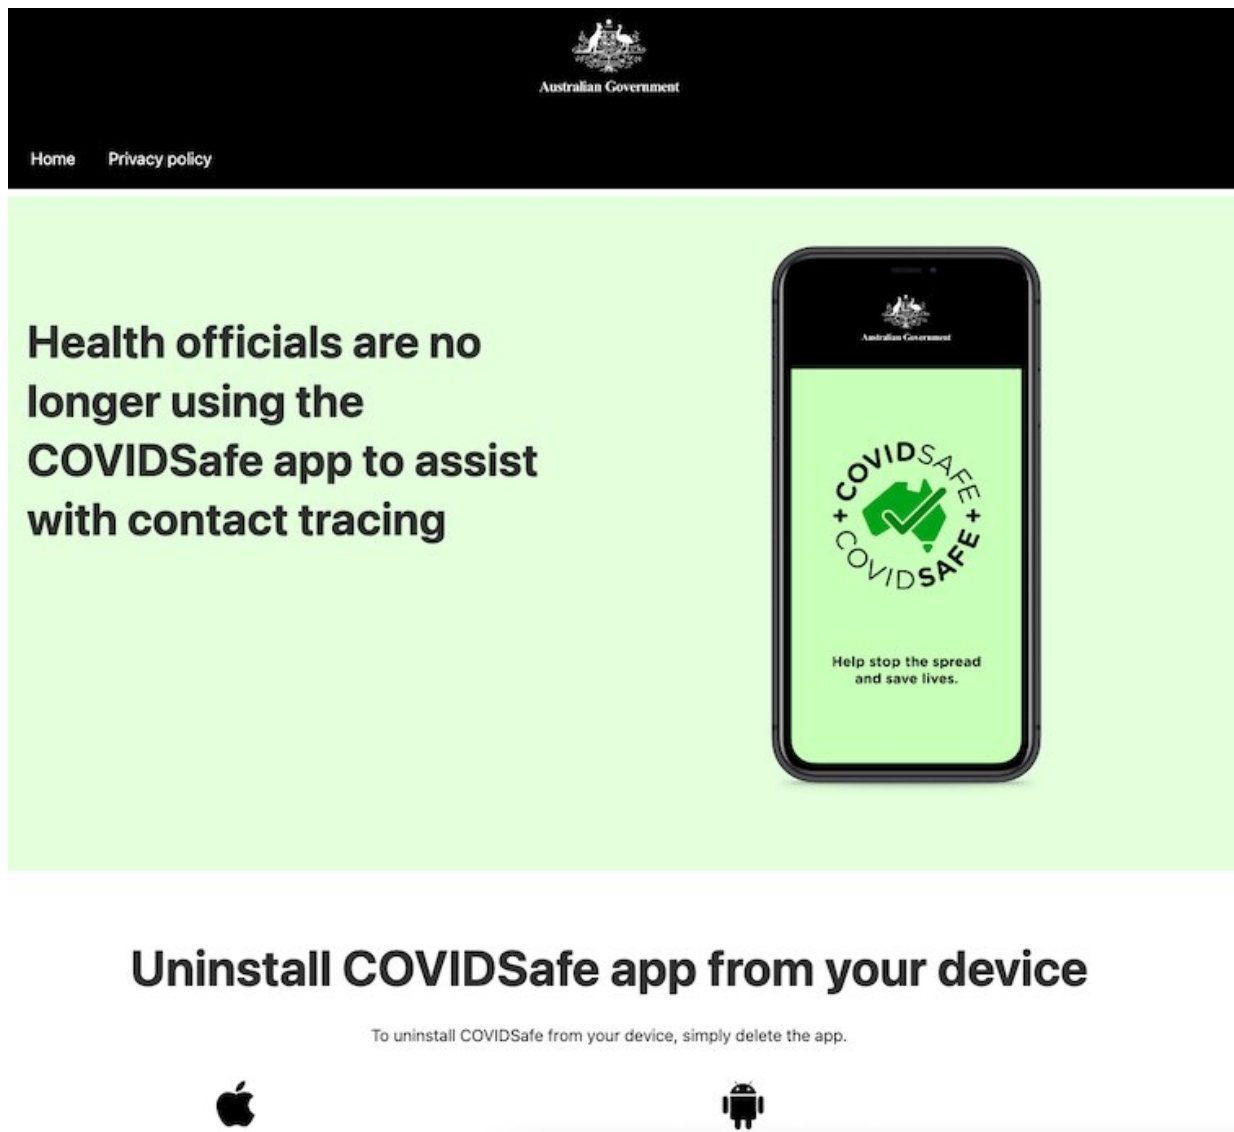 Australian Government
Home Privacy policy
Health officials are no
longer using the
COVIDSafe app to assist
with contact tracing
Australian Government
COVIDSAFE
COVIDSAFE
Help stop the spread
and save lives.
Uninstall COVIDSafe app from your device
To uninstall COVIDSafe from your device, simply delete the app.